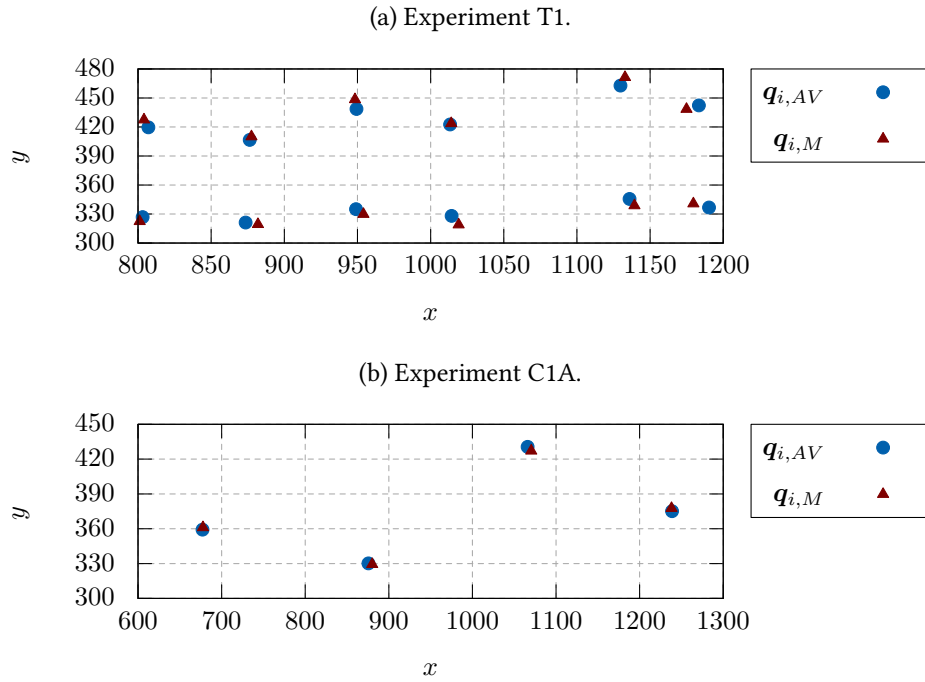 (a) Experiment T1.
480
450
420
390
360
330
300
y
800 850 900 950 1000 1050 1100 1150 1200
x
q_{i,AV}
q_{i,M}
(b) Experiment C1A.
450
420
390
360
330
300
y
600 700 800 900 1000 1100 1200 1300
x
q_{i,AV}
q_{i,M}